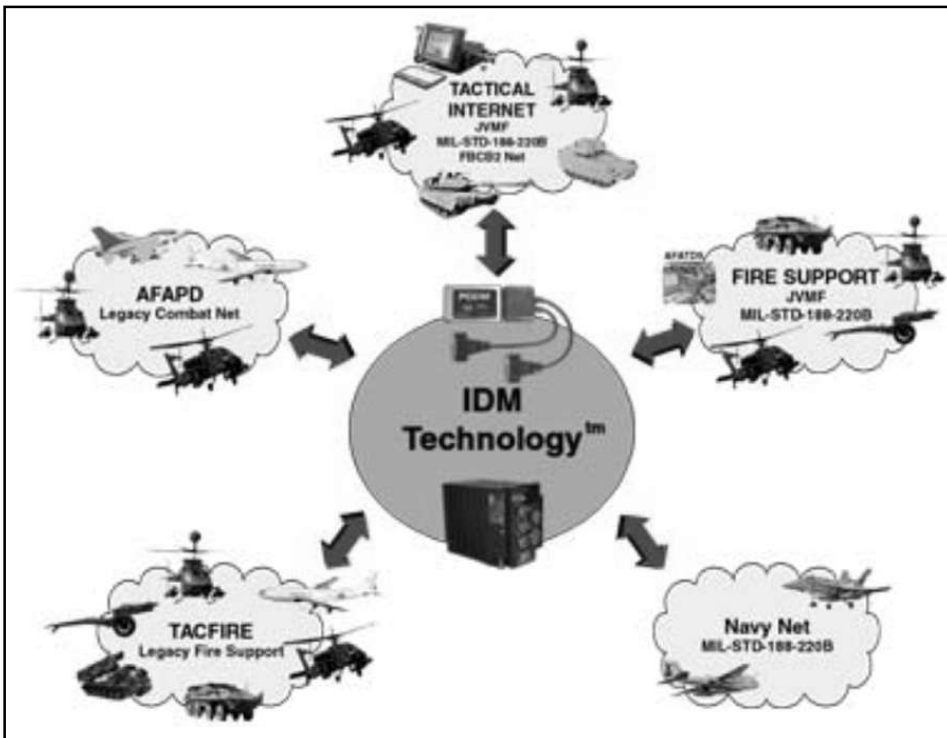 TACTICAL
INTERNET
JVMF
MIL-STD-188-220B
FBCB2 Net
AFAPD
Legacy Combat Net
AFATDS
FIRE SUPPORT
JVMF
MIL-STD-188-220B
IDM
Technology™
TACFIRE
Legacy Fire Support
Navy Net
MIL-STD-188-220B